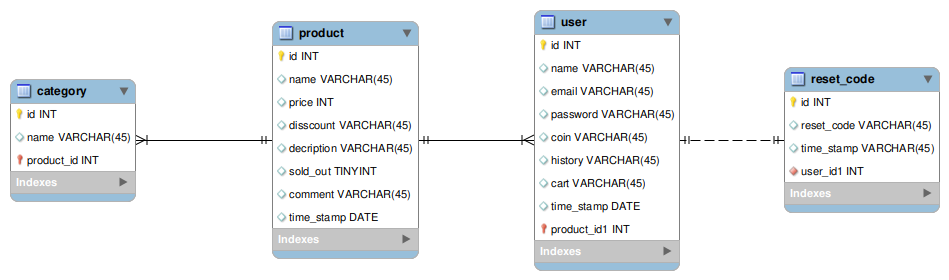 category
id INT
name VARCHAR(45)
product_id INT
Indexes
product
id INT
name VARCHAR(45)
price INT
disscount VARCHAR(45)
decription VARCHAR(45)
sold_out TINYINT
comment VARCHAR(45)
time_stamp DATE
Indexes
user
id INT
name VARCHAR(45)
email VARCHAR(45)
password VARCHAR(45)
coin VARCHAR(45)
history VARCHAR(45)
cart VARCHAR(45)
time_stamp DATE
product_id1 INT
Indexes
reset_code
id INT
reset_code VARCHAR(45)
time_stamp VARCHAR(45)
user_id1 INT
Indexes